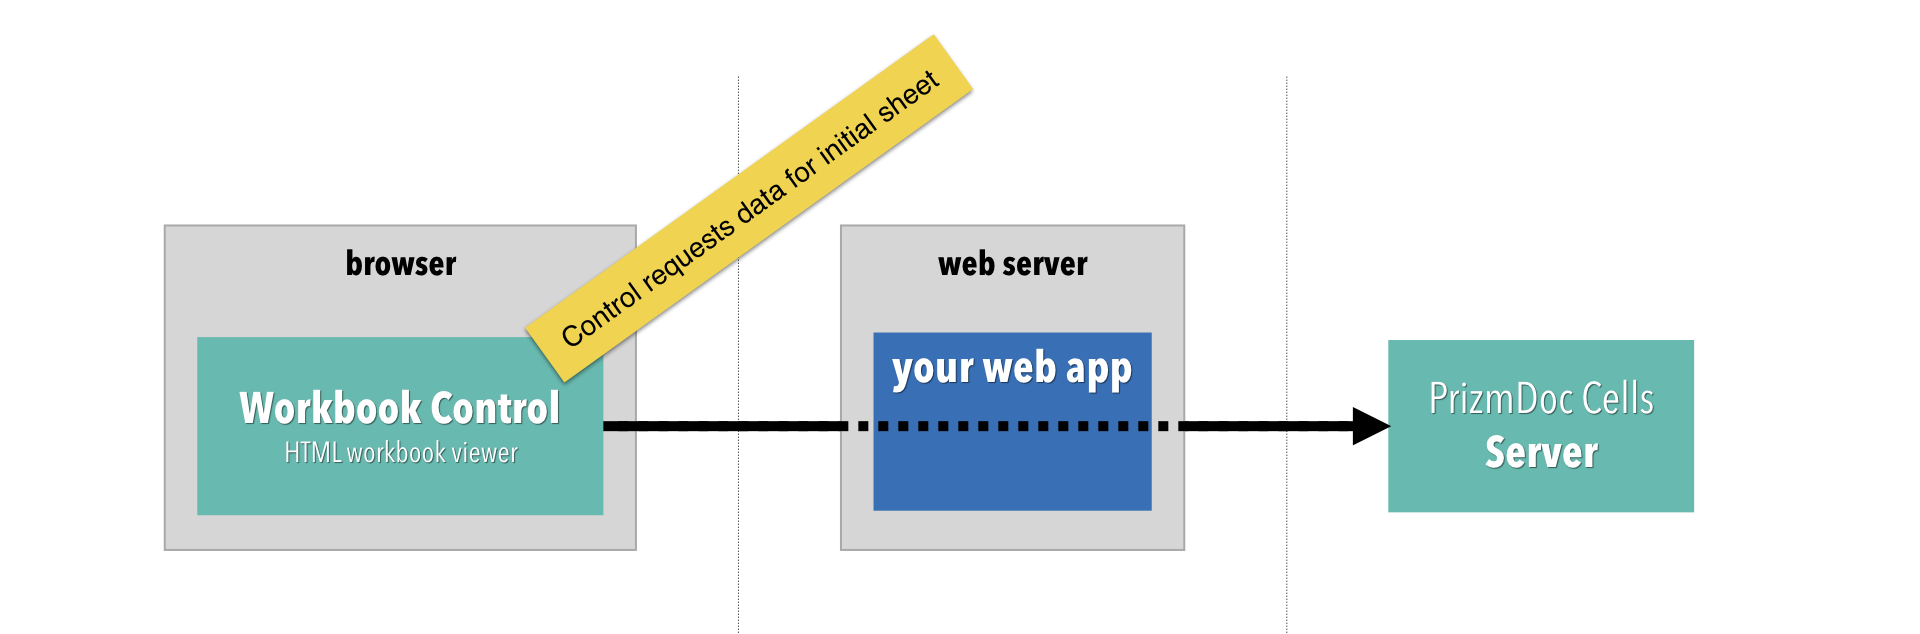 Control requests data for initial sheet
browser
Workbook Control
HTML workbook viewer
web server
your web app
PrizmDoc Cells
Server